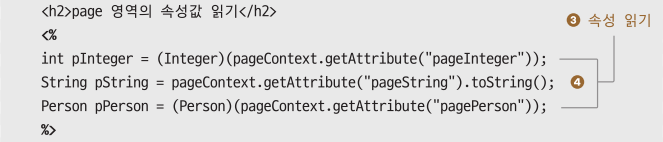 <h2>page 영역의 속성값 읽기</h2>
❸ 속성 읽기
<%
int pInteger = (Integer)(pageContext.getAttribute("pageInteger"));
String pString = pageContext.getAttribute("pageString").toString(); ❹
Person pPerson = (Person)(pageContext.getAttribute("pagePerson"));
%>